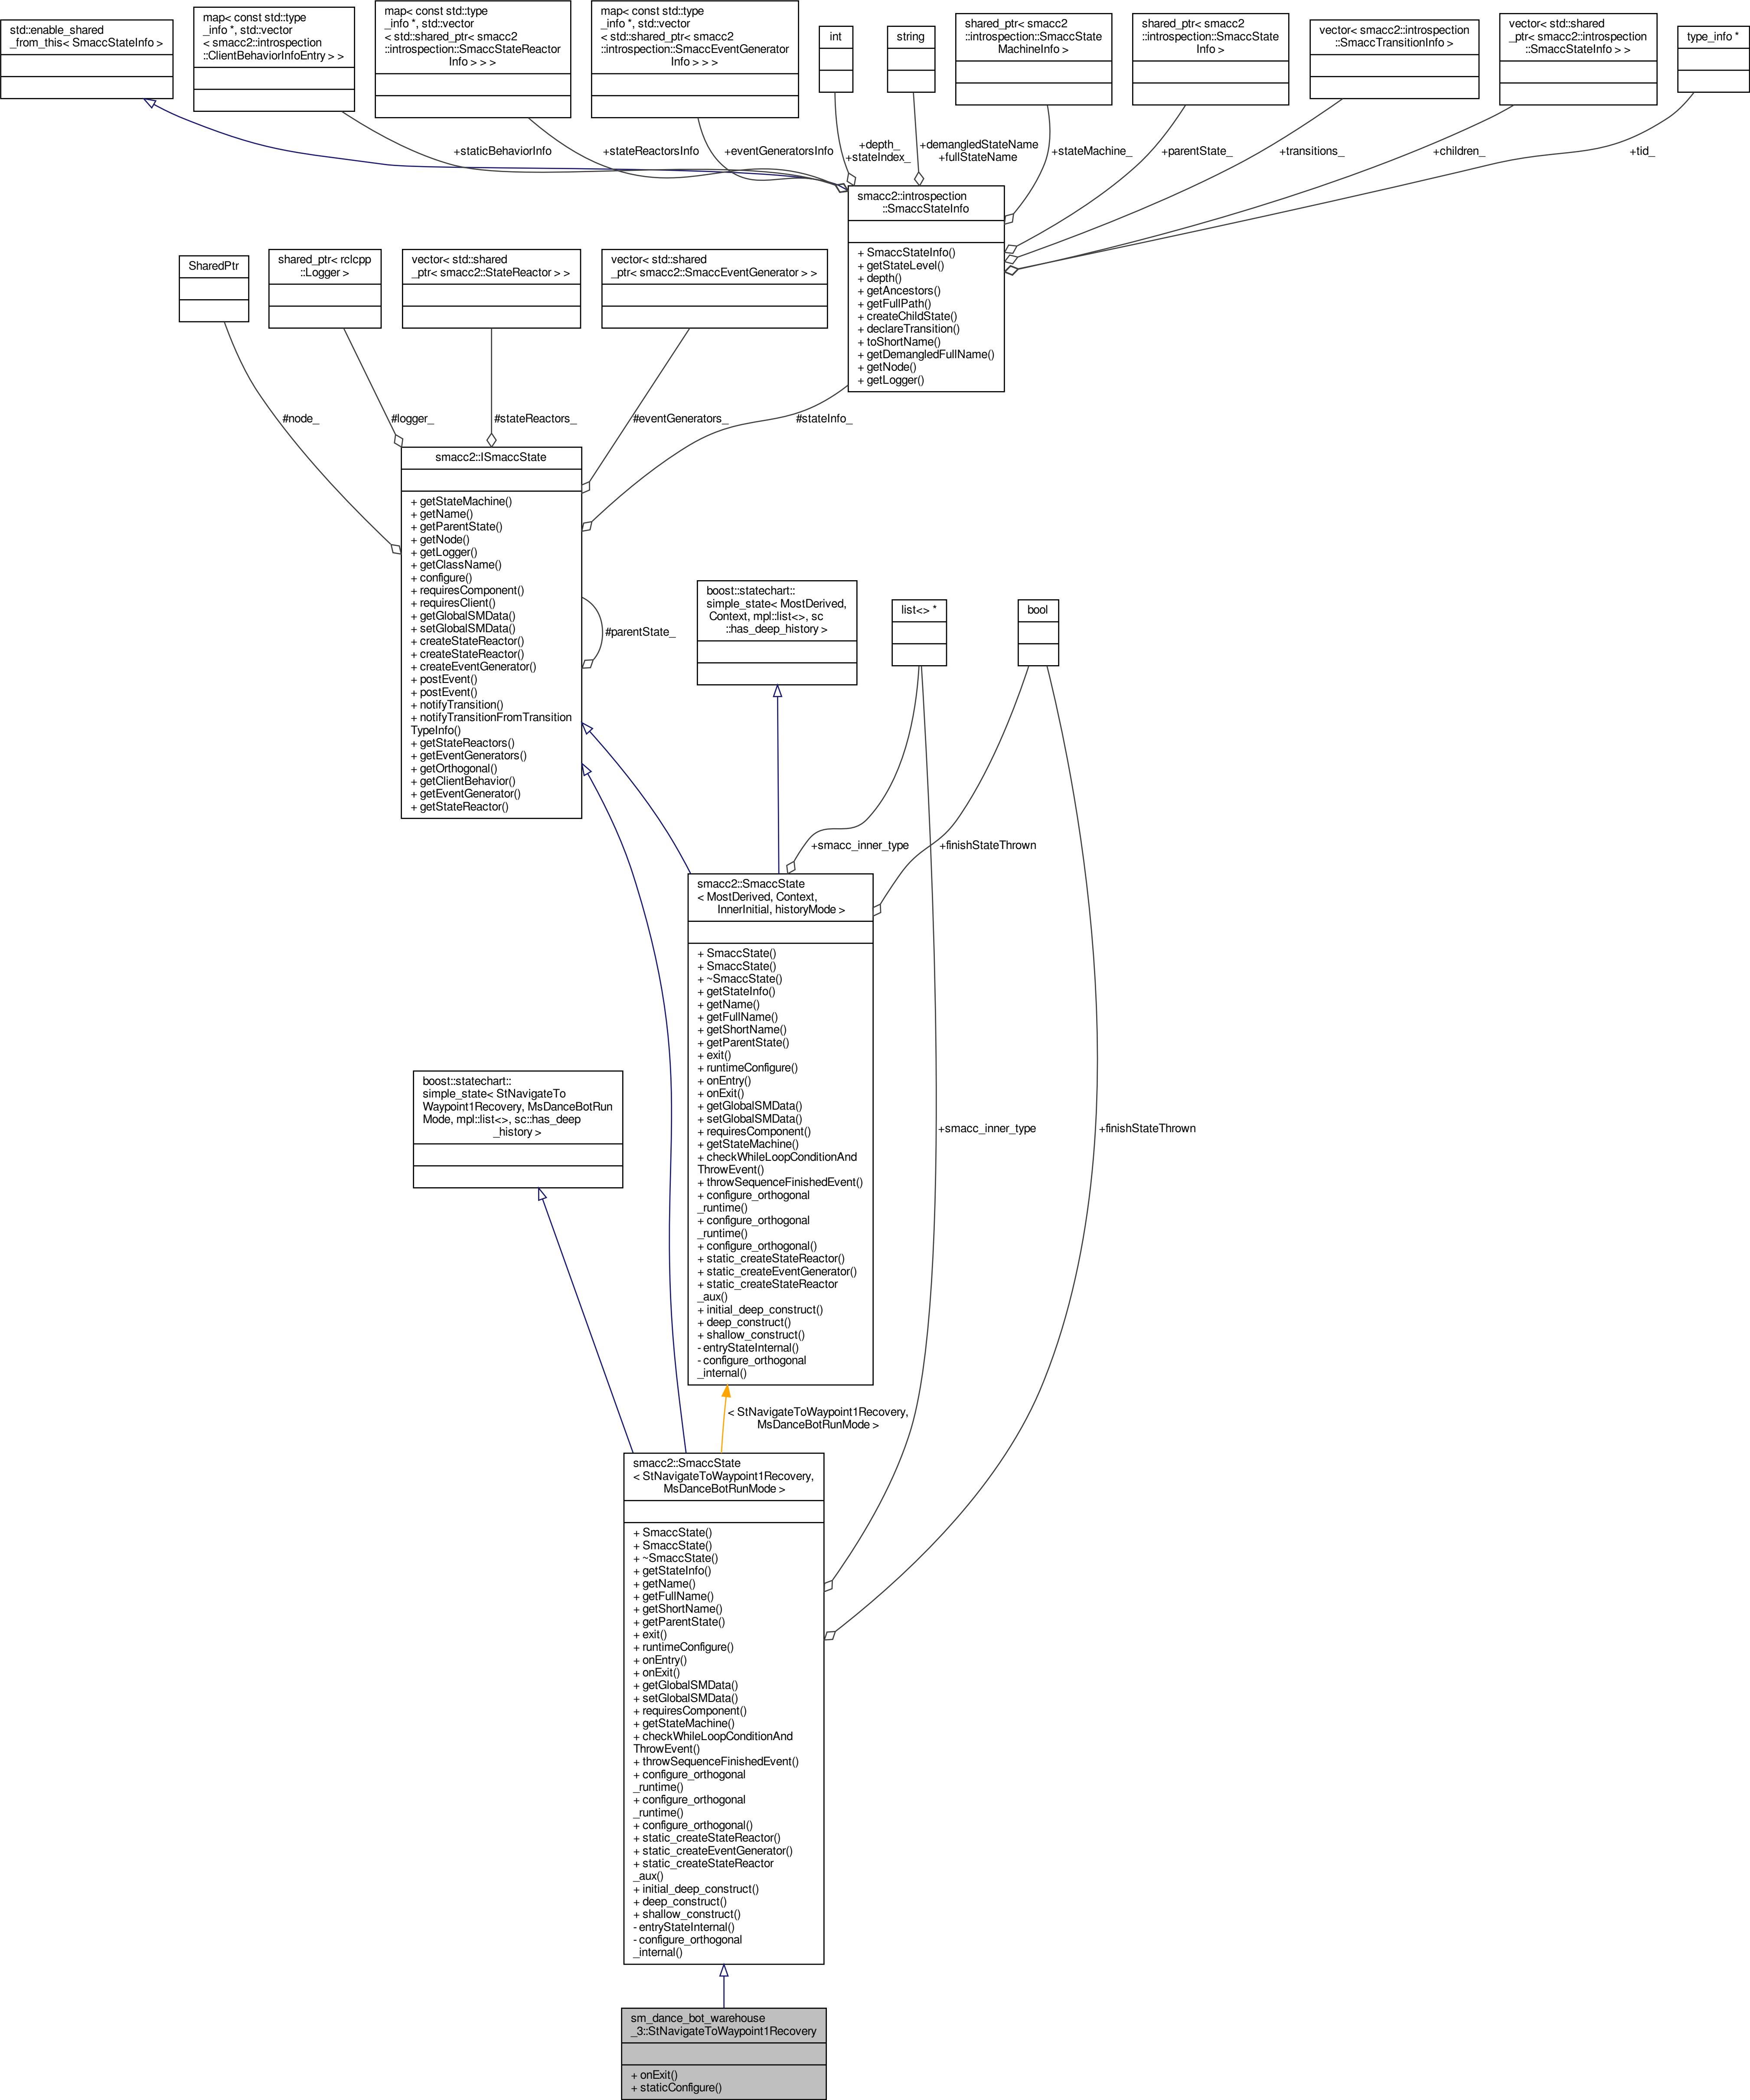 std::enable_shared
_from_this< SmaccStateInfo >
map< const std::type
_info *, std::vector
< smacc2::introspection
::ClientBehaviorInfoEntry > >
map< const std::type
_info *, std::vector
< std::shared_ptr< smacc2
::introspection::SmaccStateReactor
Info > > >
map< const std::type
_info *, std::vector
< std::shared_ptr< smacc2
::introspection::SmaccEventGenerator
Info > > >
int
string
shared_ptr< smacc2
::introspection::SmaccState
MachineInfo >
shared_ptr< smacc2
::introspection::SmaccState
Info >
vector< smacc2::introspection
::SmaccTransitionInfo >
vector< std::shared
_ptr< smacc2::introspection
::SmaccStateInfo > >
type_info *
+staticBehaviorInfo
+stateReactorsInfo
+eventGeneratorsInfo
+depth_
+stateIndex_
+demangledStateName
+fullStateName
+stateMachine_
+parentState_
+transitions_
+children_
+tid_
smacc2::introspection
::SmaccStateInfo
+ SmaccStateInfo()
+ getStateLevel()
+ depth()
+ getAncestors()
+ getFullPath()
+ createChildState()
+ declareTransition()
+ toShortName()
+ getDemangledFullName()
+ getNode()
+ getLogger()
SharedPtr
shared_ptr< rclcpp
::Logger >
vector< std::shared
_ptr< smacc2::StateReactor > >
vector< std::shared
_ptr< smacc2::SmaccEventGenerator > >
#node_
#logger_
#stateReactors_
#eventGenerators_
#stateInfo_
smacc2::ISmaccState
+ getStateMachine()
+ getName()
+ getParentState()
+ getNode()
+ getLogger()
+ getClassName()
+ configure()
+ requiresComponent()
+ requiresClient()
+ getGlobalSMData()
+ setGlobalSMData()
+ createStateReactor()
+ createStateReactor()
+ createEventGenerator()
+ postEvent()
+ postEvent()
+ notifyTransition()
+ notifyTransitionFromTransition
TypeInfo()
+ getStateReactors()
+ getEventGenerators()
+ getOrthogonal()
+ getClientBehavior()
+ getEventGenerator()
+ getStateReactor()
#parentState_
boost::statechart::
simple_state< MostDerived,
Context, mpl::list<>, sc
::has_deep_history >
list<> *
bool
+smacc_inner_type
+finishStateThrown
smacc2::SmaccState
< MostDerived, Context,
InnerInitial, historyMode >
+ SmaccState()
+ SmaccState()
+ ~SmaccState()
+ getStateInfo()
+ getName()
+ getFullName()
+ getShortName()
+ getParentState()
+ exit()
+ runtimeConfigure()
+ onEntry()
+ onExit()
+ getGlobalSMData()
+ setGlobalSMData()
+ requiresComponent()
+ getStateMachine()
+ checkWhileLoopConditionAnd
ThrowEvent()
+ throwSequenceFinishedEvent()
+ configure_orthogonal
_runtime()
+ configure_orthogonal
_runtime()
+ configure_orthogonal()
+ static_createStateReactor()
+ static_createEventGenerator()
+ static_createStateReactor
_aux()
+ initial_deep_construct()
+ deep_construct()
+ shallow_construct()
- entryStateInternal()
- configure_orthogonal
_internal()
boost::statechart::
simple_state< StNavigateTo
Waypoint1Recovery, MsDanceBotRun
Mode, mpl::list<>, sc::has_deep
_history >
+smacc_inner_type
+finishStateThrown
< StNavigateToWaypoint1Recovery,
MsDanceBotRunMode >
smacc2::SmaccState
< StNavigateToWaypoint1Recovery,
MsDanceBotRunMode >
+ SmaccState()
+ SmaccState()
+ ~SmaccState()
+ getStateInfo()
+ getName()
+ getFullName()
+ getShortName()
+ getParentState()
+ exit()
+ runtimeConfigure()
+ onEntry()
+ onExit()
+ getGlobalSMData()
+ setGlobalSMData()
+ requiresComponent()
+ getStateMachine()
+ checkWhileLoopConditionAnd
ThrowEvent()
+ throwSequenceFinishedEvent()
+ configure_orthogonal
_runtime()
+ configure_orthogonal
_runtime()
+ configure_orthogonal()
+ static_createStateReactor()
+ static_createEventGenerator()
+ static_createStateReactor
_aux()
+ initial_deep_construct()
+ deep_construct()
+ shallow_construct()
- entryStateInternal()
- configure_orthogonal
_internal()
sm_dance_bot_warehouse
_3::StNavigateToWaypoint1Recovery
+ onExit()
+ staticConfigure()